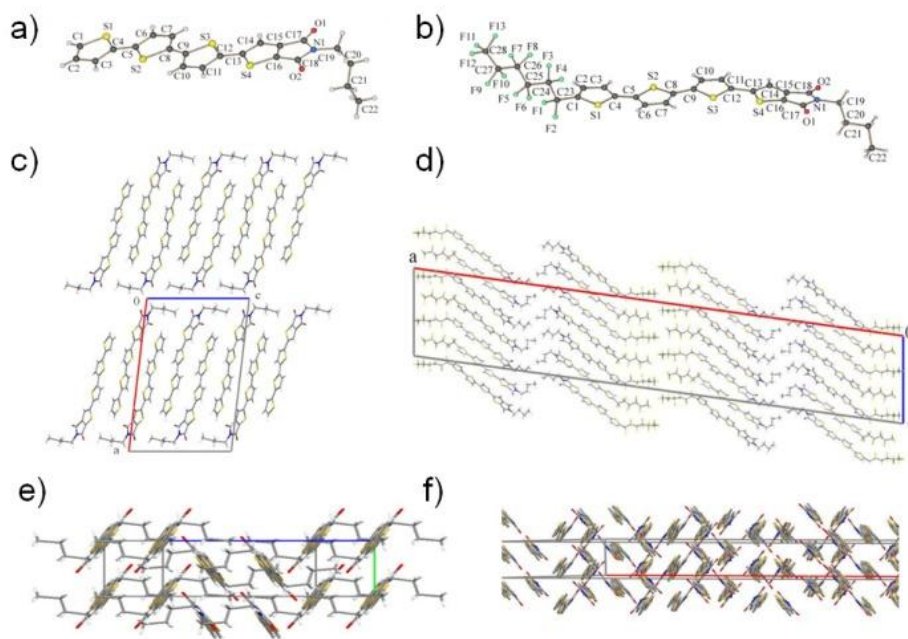 a)
S1
C1
C2
C3
C4
C5
C6
C7
S2
C8
C9
S3
C10
C11
C12
C13
C14
S4
C15
C16
C17
O1
N1
C18
O2
C19
C20
C21
C22
b)
F13
F11
C28
F12
C27
F7
F8
C26
F3
F9
F10
C25
F4
F6
F5
C24
C23
F1
F2
C1
C2
C3
S1
C4
C5
S2
C6
C7
C8
C9
C10
C11
S3
C12
C13
C14
S4
C15
C16
C18
O2
N1
C17
O1
C19
C20
C21
C22
c)
0
c
a
d)
a
e)
f)